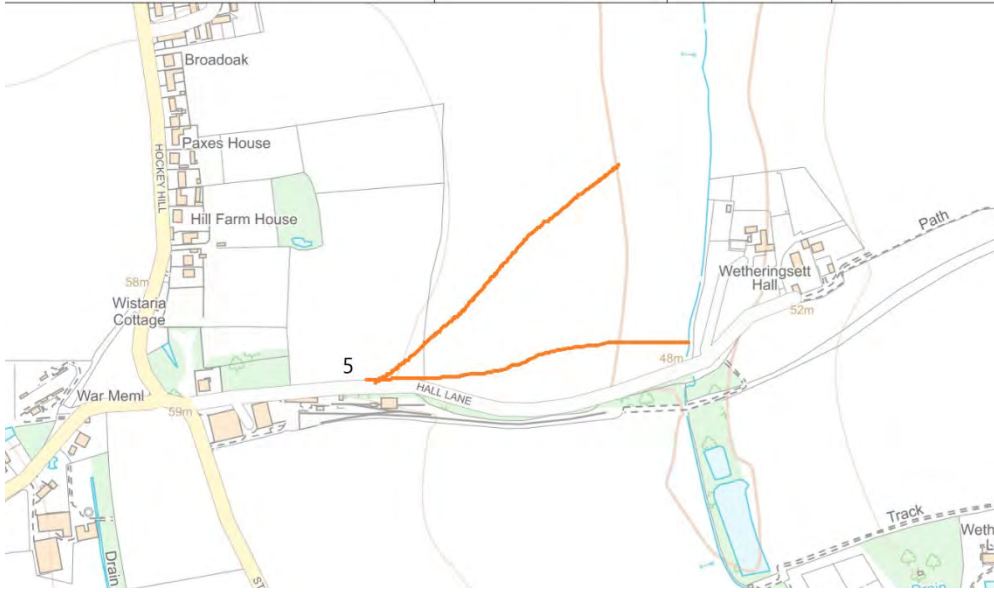 Broadoak
HOCKEY HILL
Paxes House
Hill Farm House
Path
Wetheringsett
Hall
58m
52m
Wistaria
Cottage
5
48m
HALL LANE
War Meml
59m
Track
Weth
Drain
ST
Drain